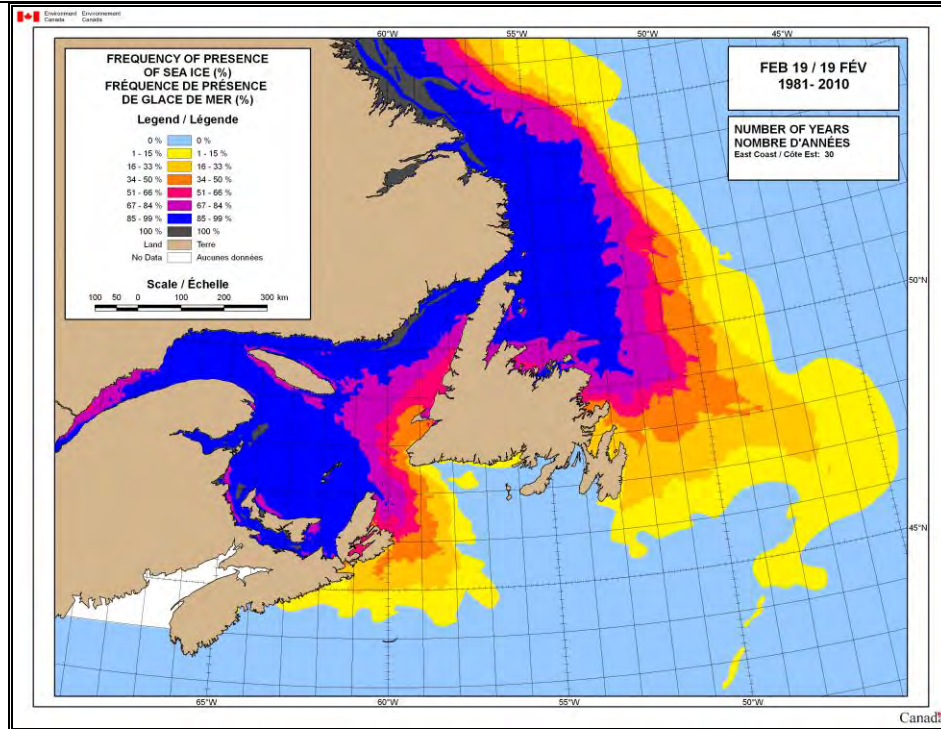 Environment Environnement
Canada Canada
60°W 55°W 50°W 45°W
FREQUENCY OF PRESENCE
OF SEA ICE (%)
FRÉQUENCE DE PRÉSENCE
DE GLACE DE MER (%)
Legend / Légende
0 % 0 %
1 - 15 % 1 - 15 %
16 - 33 % 16 - 33 %
34 - 50 % 34 - 50 %
51 - 66 % 51 - 66 %
67 - 84 % 67 - 84 %
85 - 99 % 85 - 99 %
100 % 100 %
Land Terre
No Data Aucunes données
Scale / Échelle
100 50 0 100 200 300 km
FEB 19 / 19 FÉV
1981- 2010
NUMBER OF YEARS
NOMBRE D'ANNÉES
East Coast / Côte Est: 30
50°N
45°N
65°W 60°W 55°W 50°W
Canada